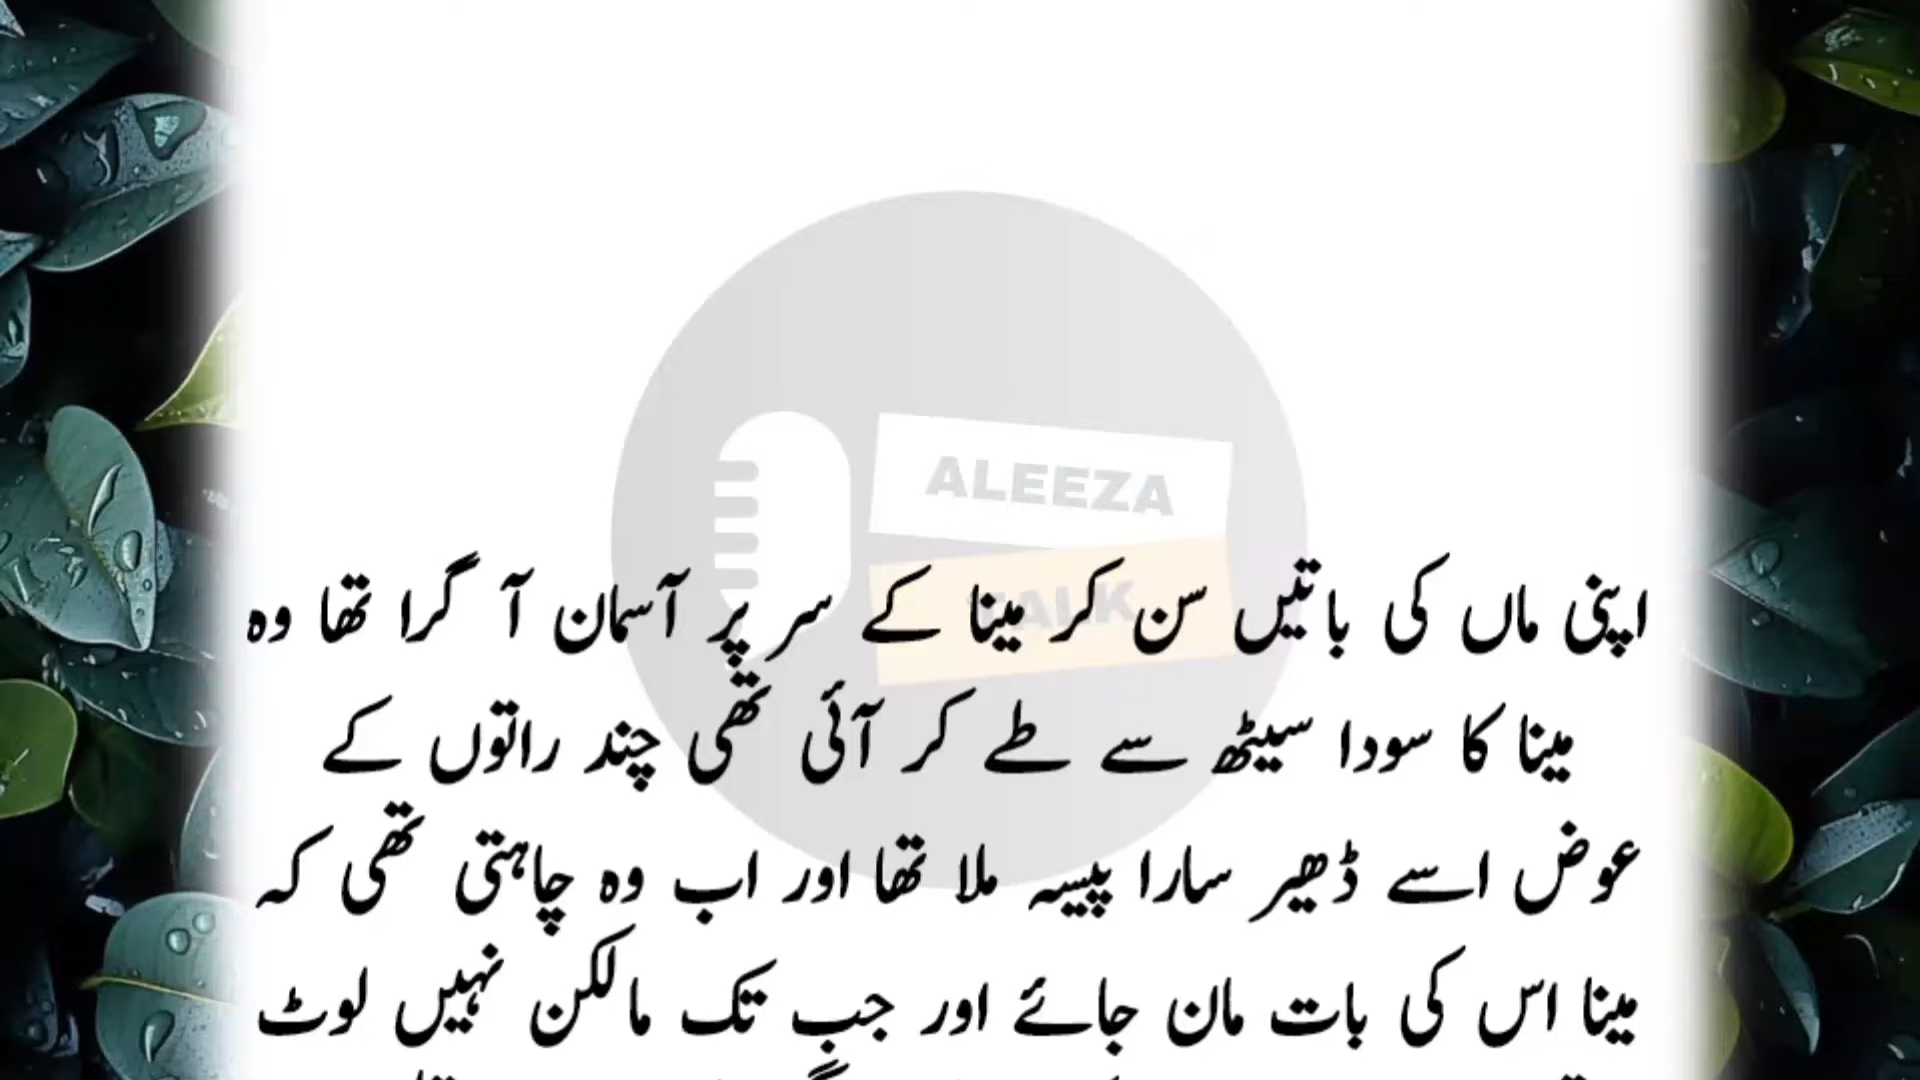 ALEEZA
TALK
اپنی ماں کی باتیں سن کر مینا کے سر پر آسمان آ گرا تھا وہ
مینا کا سودا سیٹھ سے طے کر آئی تھی چند راتوں کے
عوض اسے ڈھیر سارا پیسہ ملا تھا اور اب وہ چاہتی تھی کہ
مینا اس کی بات مان جائے اور جب تک مالکن نہیں لوٹ